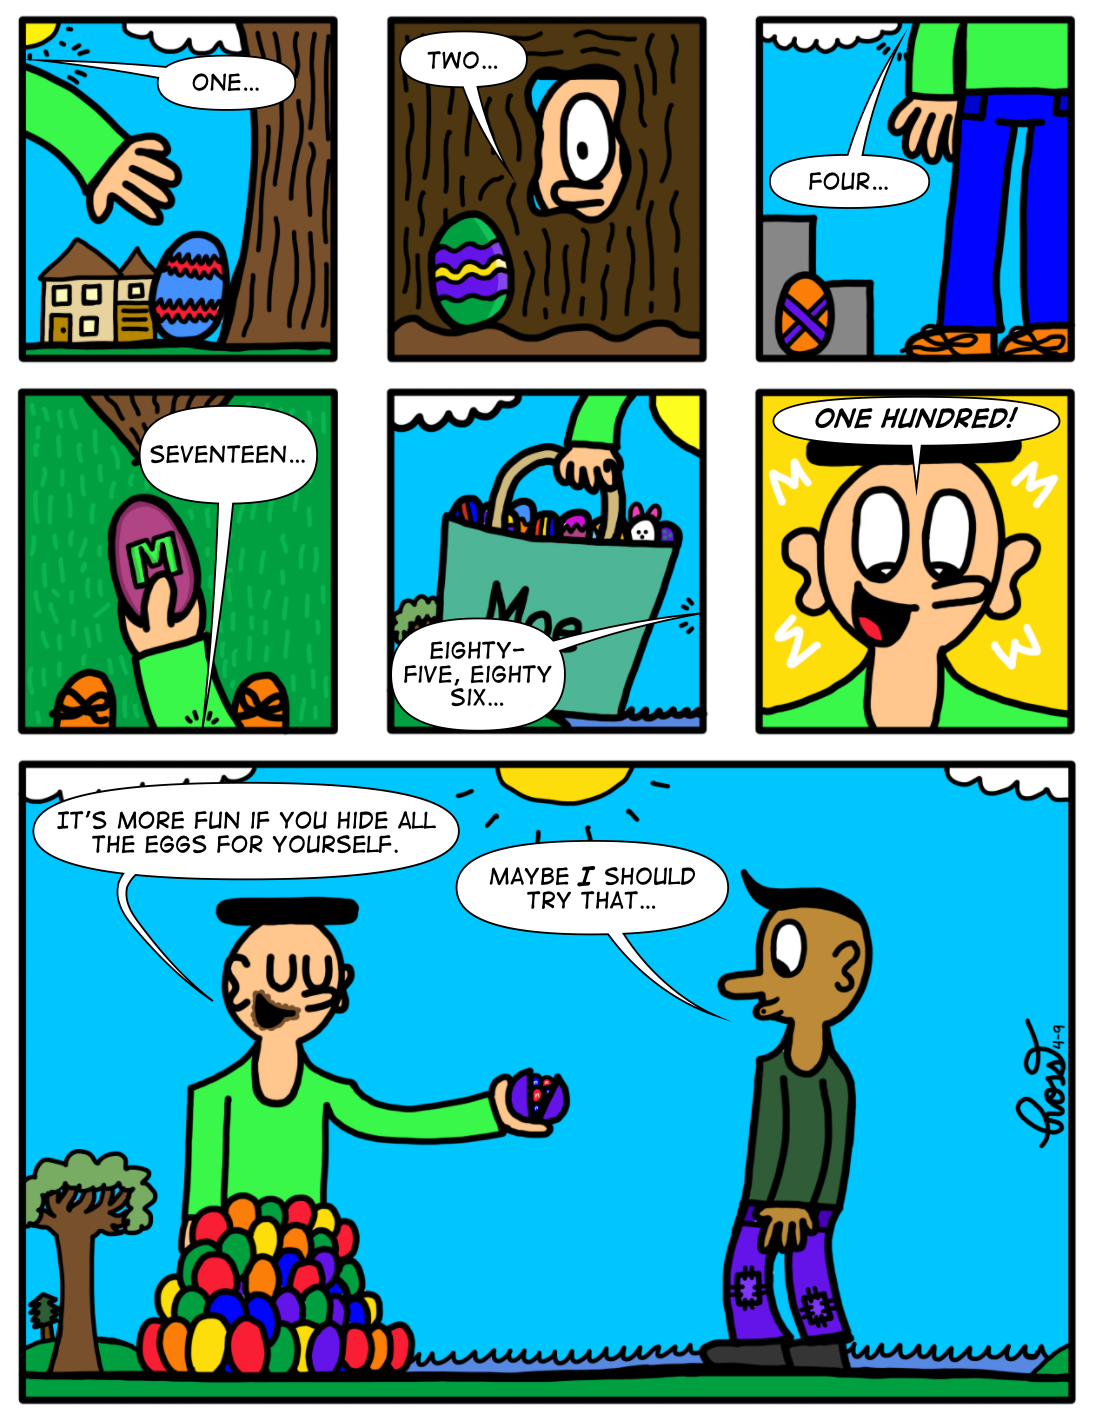 ONE...
TWO...
FOUR...
SEVENTEEN...
M
Moe
EIGHTY-
FIVE, EIGHTY
SIX...
ONE HUNDRED!
M
M
M
M
IT'S MORE FUN IF YOU HIDE ALL
THE EGGS FOR YOURSELF.
MAYBE I SHOULD
TRY THAT...
Ross
4-9